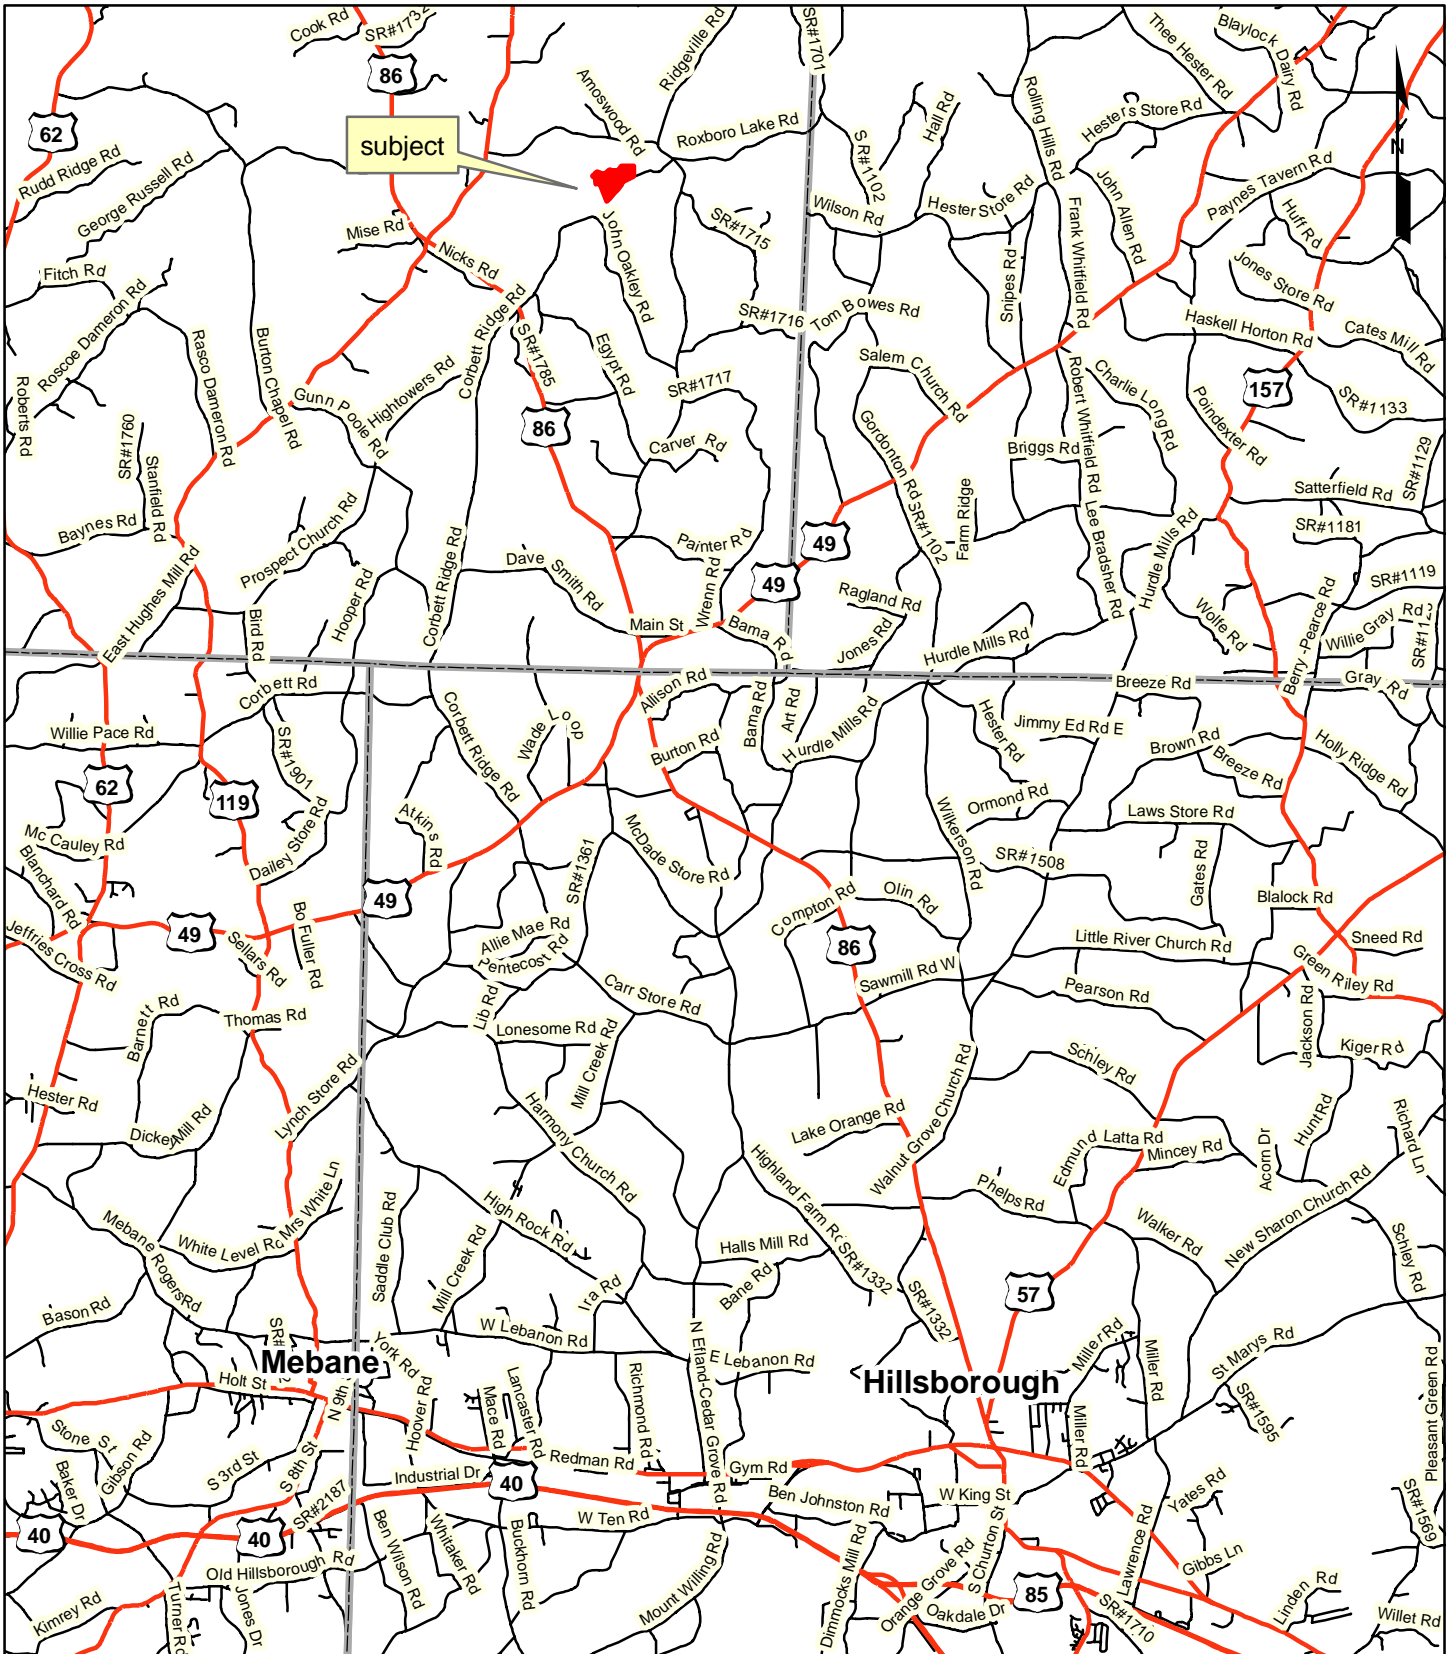 Cook Rd
SR#1732
Ridgeville Rd
SR#1701
Thee Hester Rd
Blaylock Dairy Rd
86
62
Amoswood Rd
Roxboro Lake Rd
SR#1102
Hall Rd
Rolling Hills Rd
Hesters Store Rd
N
subject
Rudd Ridge Rd
George Russell Rd
Paynes Tavern Rd
Huff Rd
John Allen Rd
Hester Store Rd
Wilson Rd
SR#1715
Mise Rd
Nicks Rd
John Oakley Rd
Frank Whitfield Rd
Snipes Rd
Fitch Rd
Roscoe Dameron Rd
Jones Store Rd
Corbett Ridge Rd
SR#1716
Tom Bowes Rd
Haskell Horton Rd
Cates Mill Rd
Rasco Dameron Rd
Burton Chapel Rd
SR#1785
Egypt Rd
Salem Church Rd
Roberts Rd
Gunn Poole Rd
Hightowers Rd
SR#1717
Robert Whitfield Rd
Charlie Long Rd
Poindexter Rd
157
SR#1133
86
SR#1760
Stanfield Rd
Carver Rd
Gordonton Rd
SR#1102
Briggs Rd
SR#1129
Satterfield Rd
Farm Ridge
Baynes Rd
Prospect Church Rd
Corbett Ridge Rd
Painter Rd
49
Lee Bradsher Rd
Hurdle Mills Rd
SR#1181
East Hughes Mill Rd
Dave Smith Rd
49
SR#1119
Hooper Rd
Bird Rd
Wrenn Rd
Ragland Rd
Berry-Pearce Rd
Wolfe Rd
Willie Gray Rd
Main St
Bama Rd
Jones Rd
Hurdle Mills Rd
Corbett Rd
Allison Rd
Breeze Rd
Gray Rd
Willie Pace Rd
SR#1901
Corbett Ridge Rd
Wade Loop
Burton Rd
Bama Rd
Art Rd
Hurdle Mills Rd
Hester Rd
Jimmy Ed Rd E
Brown Rd
Breeze Rd
Holly Ridge Rd
62
119
Atkins Rd
Ormond Rd
Laws Store Rd
Mc Cauley Rd
Dailey Store Rd
McDade Store Rd
SR#1361
Wilkerson Rd
SR#1508
Gates Rd
Blanchard Rd
49
Compton Rd
Olin Rd
Blalock Rd
Bo Fuller Rd
49
Jeffries Cross Rd
Sellars Rd
Allie Mae Rd
Pentecost Rd
86
Little River Church Rd
Sneed Rd
Sawmill Rd W
Green Riley Rd
Barnett Rd
Thomas Rd
Lib Rd
Carr Store Rd
Pearson Rd
Jackson Rd
Lonesome Rd
Mill Creek Rd
Kiger Rd
Schley Rd
Lynch Store Rd
Hester Rd
Dickey Mill Rd
Harmony Church Rd
Lake Orange Rd
Walnut Grove Church Rd
Hunt Rd
Richard Ln
Edmund Latta Rd
Mincey Rd
Acorn Dr
Mrs White Ln
White Level Rd
Highland Farm Rd
SR#1332
Phelps Rd
New Sharon Church Rd
Mebane Rogers Rd
Saddle Club Rd
High Rock Rd
Mill Creek Rd
Halls Mill Rd
Walker Rd
Schley Rd
Bane Rd
Ira Rd
SR#1332
57
Bason Rd
W Lebanon Rd
York Rd
N Efland-Cedar Grove Rd
E Lebanon Rd
Miller Rd
Miller Rd
St Marys Rd
Mebane
Hillsborough
Holt St
N 9th
Hoover Rd
Mace Rd
Lancaster Rd
Richmond Rd
Miller Rd
SR#1595
Pleasant Green Rd
Stone St
Gibson Rd
S 3rd St
S 8th St
Redman Rd
Gym Rd
Baker Dr
Industrial Dr
40
SR#2187
Ben Johnston Rd
W King St
Yates Rd
SR#1569
40
40
Ben Wilson Rd
Whitaker Rd
Buckhorn Rd
W Ten Rd
Dimmocks Mill Rd
Orange Grove Rd
S Churton St
Lawrence Rd
Gibbs Ln
Old Hillsborough Rd
Kimrey Rd
Turner Rd
Jones Dr
Mount Willing Rd
Oakdale Dr
85
SR#1710
Linden Rd
Willet Rd